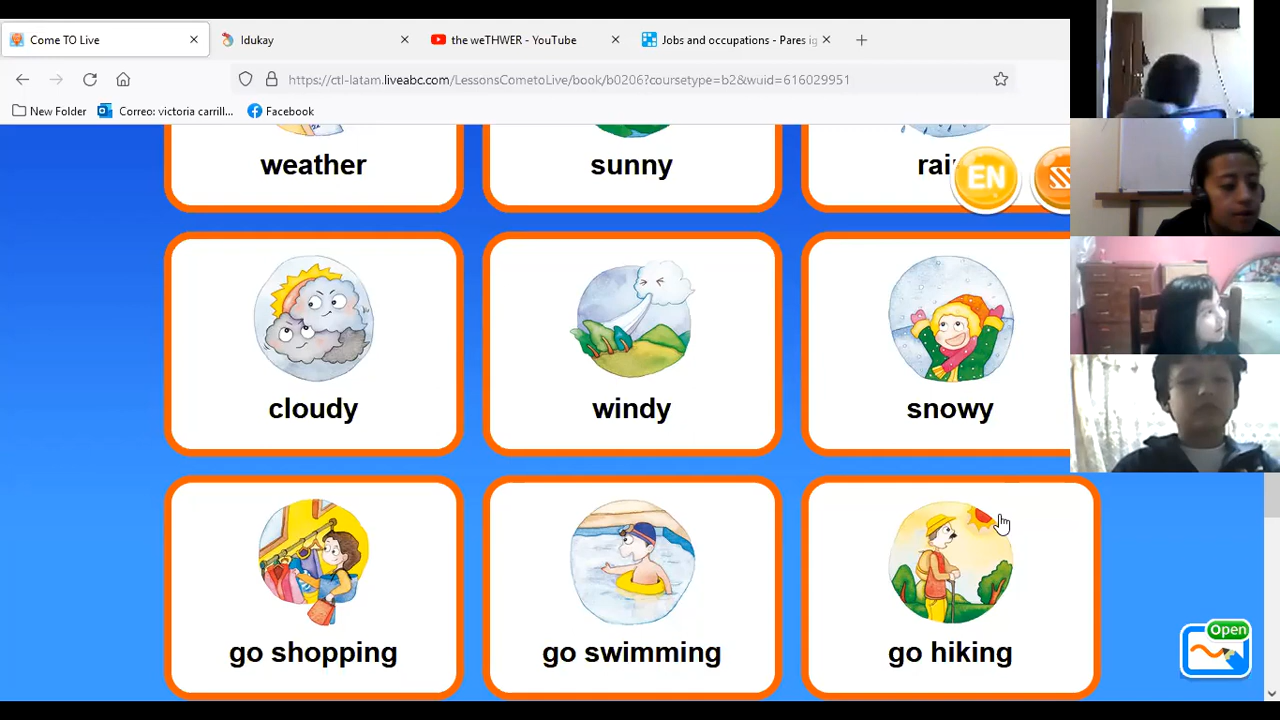 Come TO Live
Idukay
the weTHWER - YouTube
Jobs and occupations - Pares ig
https://ctl-latam.liveabc.com/LessonsCometoLive/book/b0206?coursetype=b2&wuid=616029951
New Folder
Correo: victoria carrill...
Facebook
weather
sunny
rai
EN
cloudy
windy
snowy
go shopping
go swimming
go hiking
Open